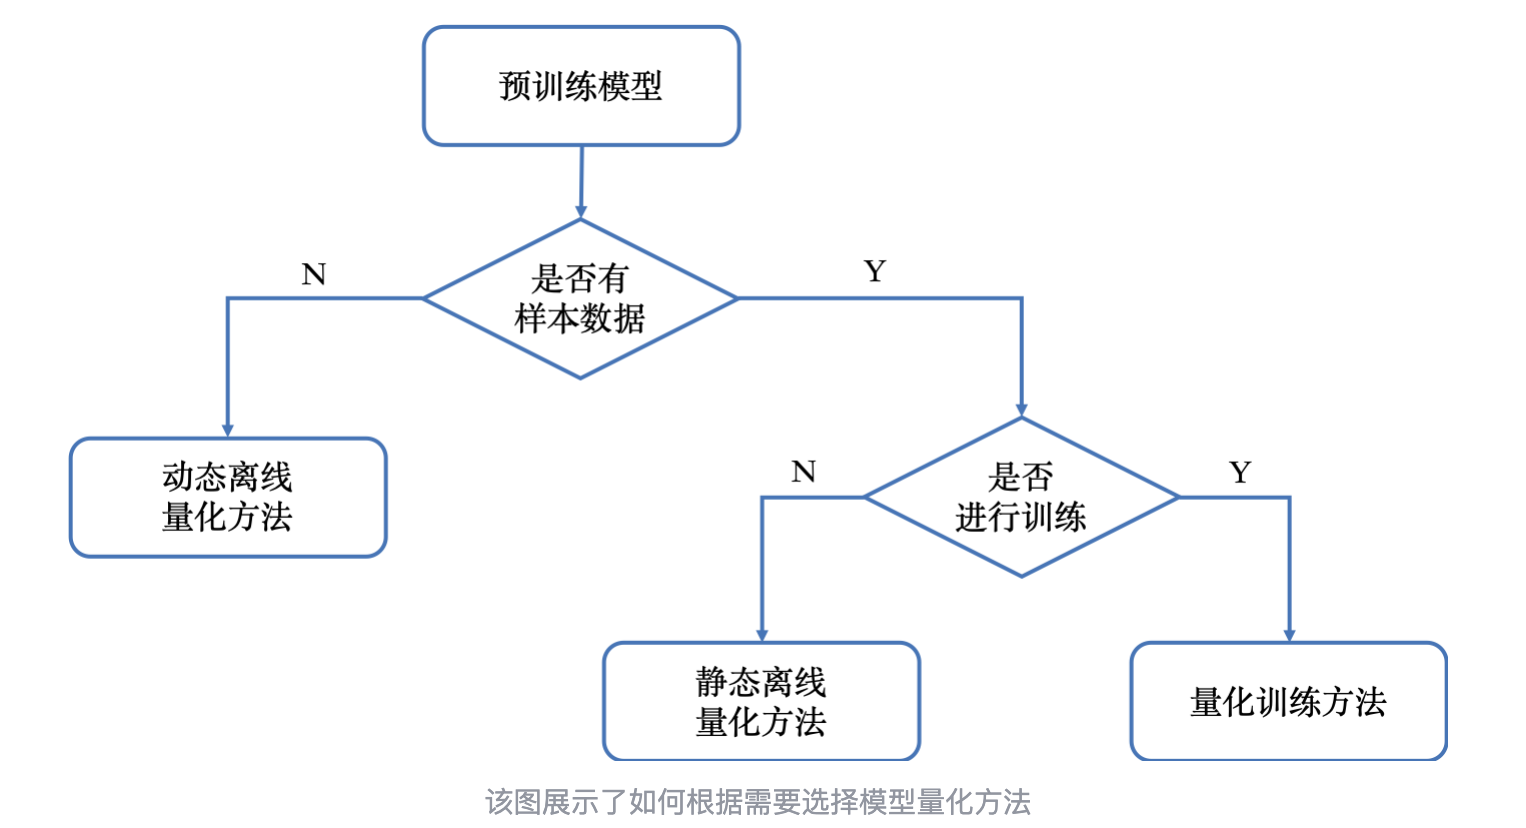 预训练模型
N
是否有
样本数据
Y
动态离线
量化方法
N
是否
进行训练
Y
静态离线
量化方法
量化训练方法
该图展示了如何根据需要选择模型量化方法